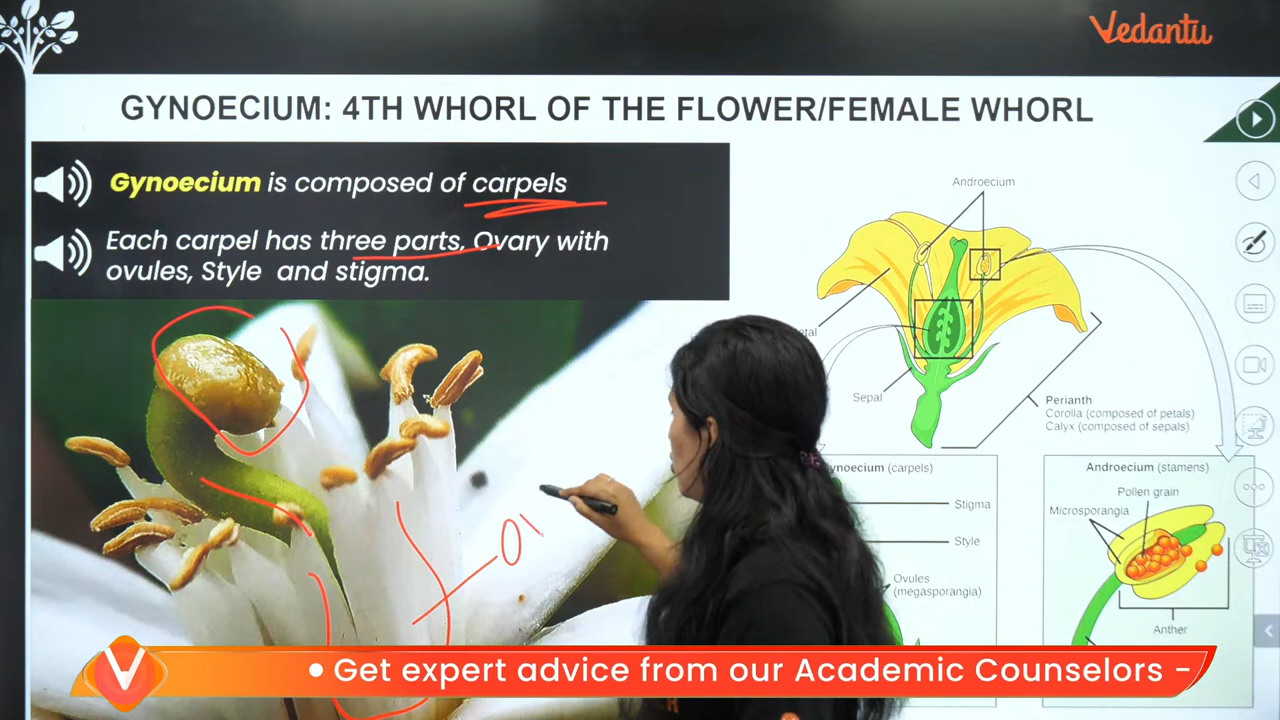 Vedantu
GYNOECIUM: 4TH WHORL OF THE FLOWER/FEMALE WHORL
Gynoecium is composed of carpels
Each carpel has three parts, Ovary with
ovules, Style and stigma.
Androecium
Sepal
Perianth
Corolla (composed of petals)
Calyx (composed of sepals)
(carpels)
Stigma
Style
Ovules
(megasporangia)
Androecium (stamens)
Pollen grain
Microsporangia
Anther
• Get expert advice from our Academic Counselors -